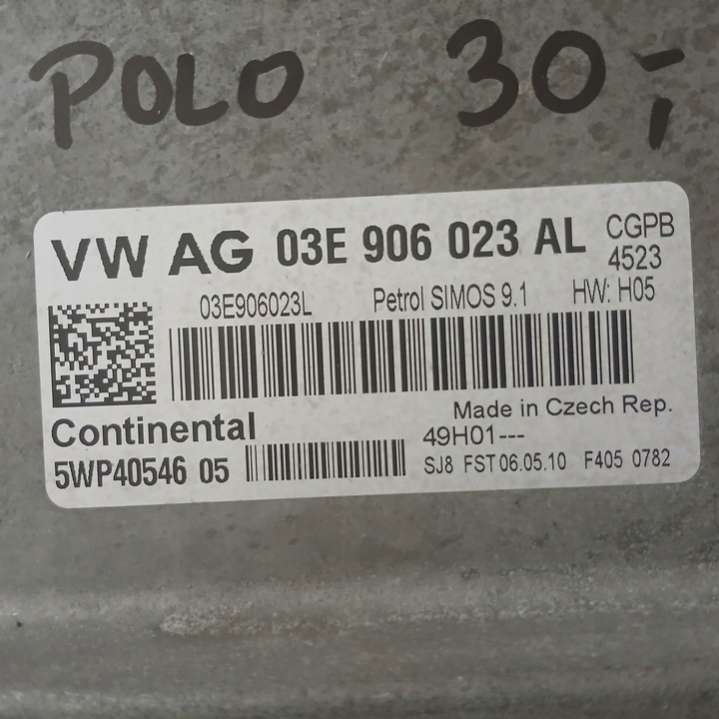 POLO 30,-
VW AG 03E 906 023 AL CGPB
4523
03E906023L Petrol SIMOS 9.1 HW: H05
Made in Czech Rep.
Continental 49H01---
5WP40546 05 SJ8 FST 06.05.10 F405 0782